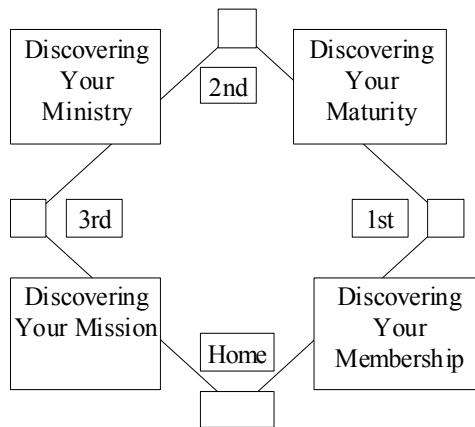 Discovering
Your
Ministry
2nd
Discovering
Your
Maturity
3rd
1st
Discovering
Your Mission
Home
Discovering
Your
Membership